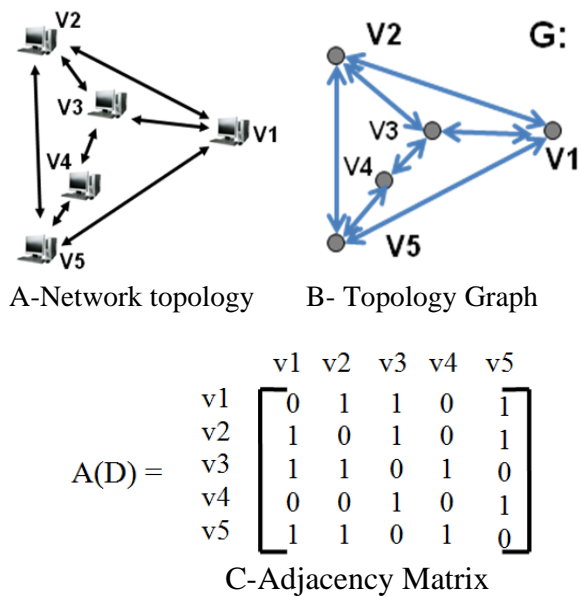 V2
V3
V1
V4
V5
A-Network topology
G:
V2
V3
V1
V4
V5
B- Topology Graph
v1 v2 v3 v4 v5
v1 0 1 1 0 1
v2 1 0 1 0 1
A(D) = v3 1 1 0 1 0
v4 0 0 1 0 1
v5 1 1 0 1 0
C-Adjacency Matrix